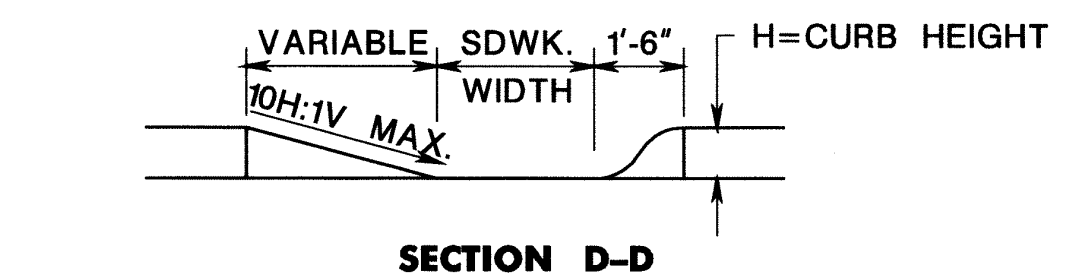 VARIABLE
SDWK.
WIDTH
1'-6"
H=CURB HEIGHT
10H:1V MAX.
SECTION D–D